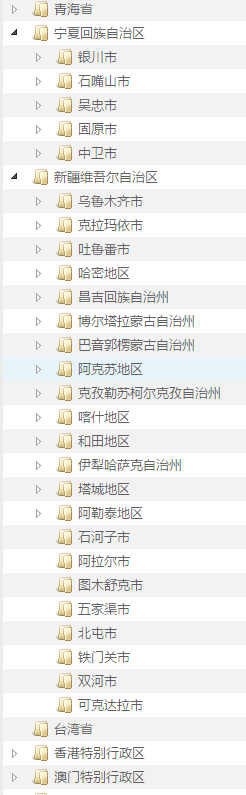 青海省
宁夏回族自治区
银川市
石嘴山市
吴忠市
固原市
中卫市
新疆维吾尔自治区
乌鲁木齐市
克拉玛依市
吐鲁番市
哈密地区
昌吉回族自治州
博尔塔拉蒙古自治州
巴音郭楞蒙古自治州
阿克苏地区
克孜勒苏柯尔克孜自治州
喀什地区
和田地区
伊犁哈萨克自治州
塔城地区
阿勒泰地区
石河子市
阿拉尔市
图木舒克市
五家渠市
北屯市
铁门关市
双河市
可克达拉市
台湾省
香港特别行政区
澳门特别行政区